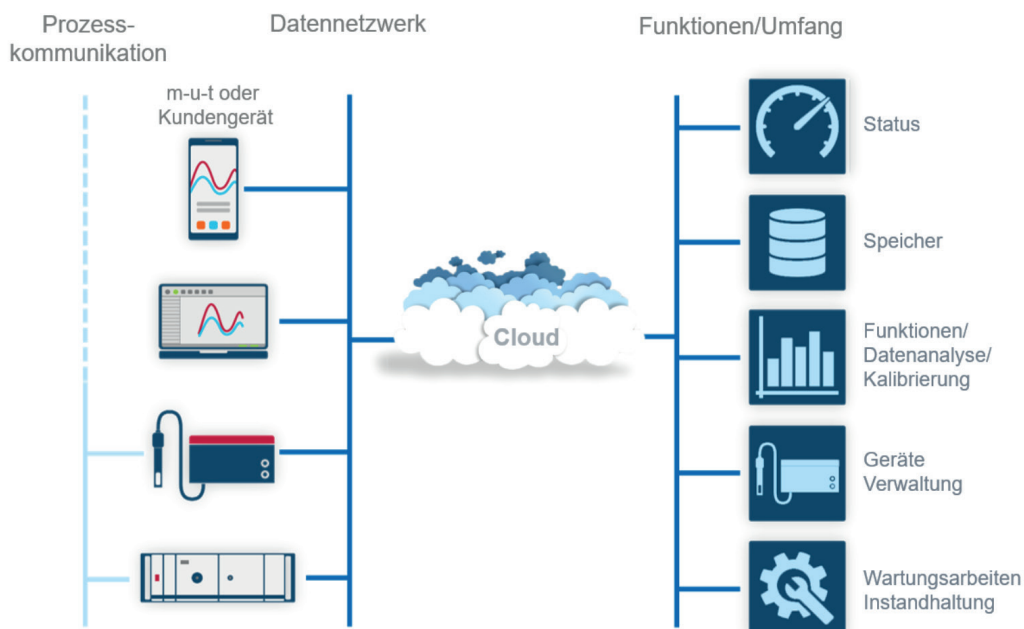 Prozess-
kommunikation
Datennetzwerk
Funktionen/Umfang
m-u-t oder
Kundengerät
Cloud
Status
Speicher
Funktionen/
Datenanalyse/
Kalibrierung
Geräte
Verwaltung
Wartungsarbeiten
Instandhaltung